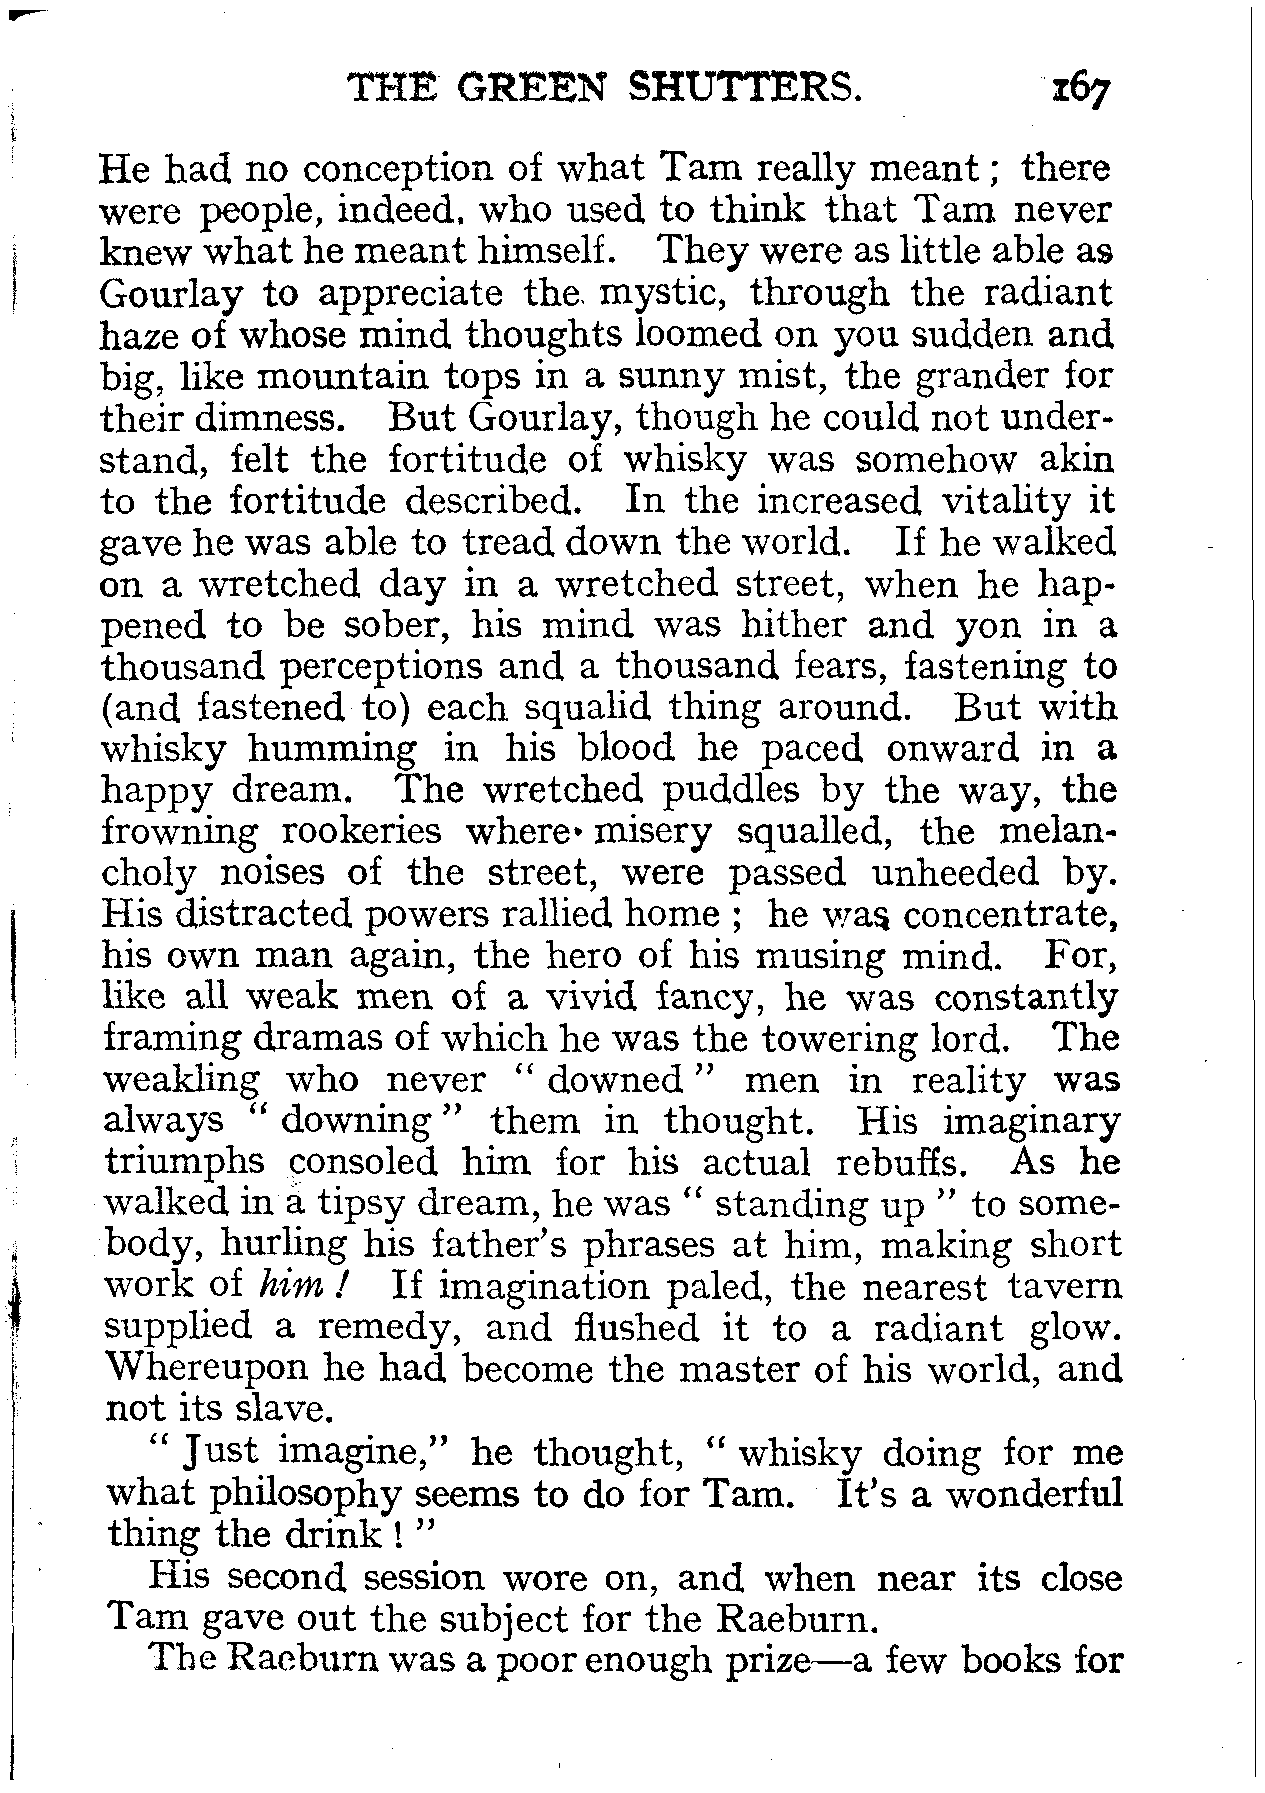 THE GREEN SHUTTERS. 167
He had no conception of what Tam really meant ; there
were people, indeed, who used to think that Tam never
knew what he meant himself. They were as little able as
Gourlay to appreciate the mystic, through the radiant
haze of whose mind thoughts loomed on you sudden and
big, like mountain tops in a sunny mist, the grander for
their dimness. But Gourlay, though he could not under-
stand, felt the fortitude of whisky was somehow akin
to the fortitude described. In the increased vitality it
gave he was able to tread down the world. If he walked
on a wretched day in a wretched street, when he hap-
pened to be sober, his mind was hither and yon in a
thousand perceptions and a thousand fears, fastening to
(and fastened to) each squalid thing around. But with
whisky humming in his blood he paced onward in a
happy dream. The wretched puddles by the way, the
frowning rookeries where misery squalled, the melan-
choly noises of the street, were passed unheeded by.
His distracted powers rallied home ; he was concentrate,
his own man again, the hero of his musing mind. For,
like all weak men of a vivid fancy, he was constantly
framing dramas of which he was the towering lord. The
weakling who never “ downed ” men in reality was
always “ downing ” them in thought. His imaginary
triumphs consoled him for his actual rebuffs. As he
walked in a tipsy dream, he was “ standing up ” to some-
body, hurling his father’s phrases at him, making short
work of him ! If imagination paled, the nearest tavern
supplied a remedy, and flushed it to a radiant glow.
Whereupon he had become the master of his world, and
not its slave.
“ Just imagine,” he thought, “ whisky doing for me
what philosophy seems to do for Tam. It’s a wonderful
thing the drink ! ”
His second session wore on, and when near its close
Tam gave out the subject for the Raeburn.
The Raeburn was a poor enough prize—a few books for